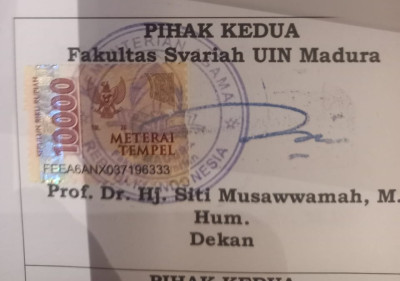 PIHAK KEDUA
Fakultas Syariah UIN Madura
10000
METERAI
TEMPEL
FEEA6ANX037196333
Prof. Dr. Hj. Siti Musawwamah, M.
Hum.
Dekan
PIHAK KEDUA